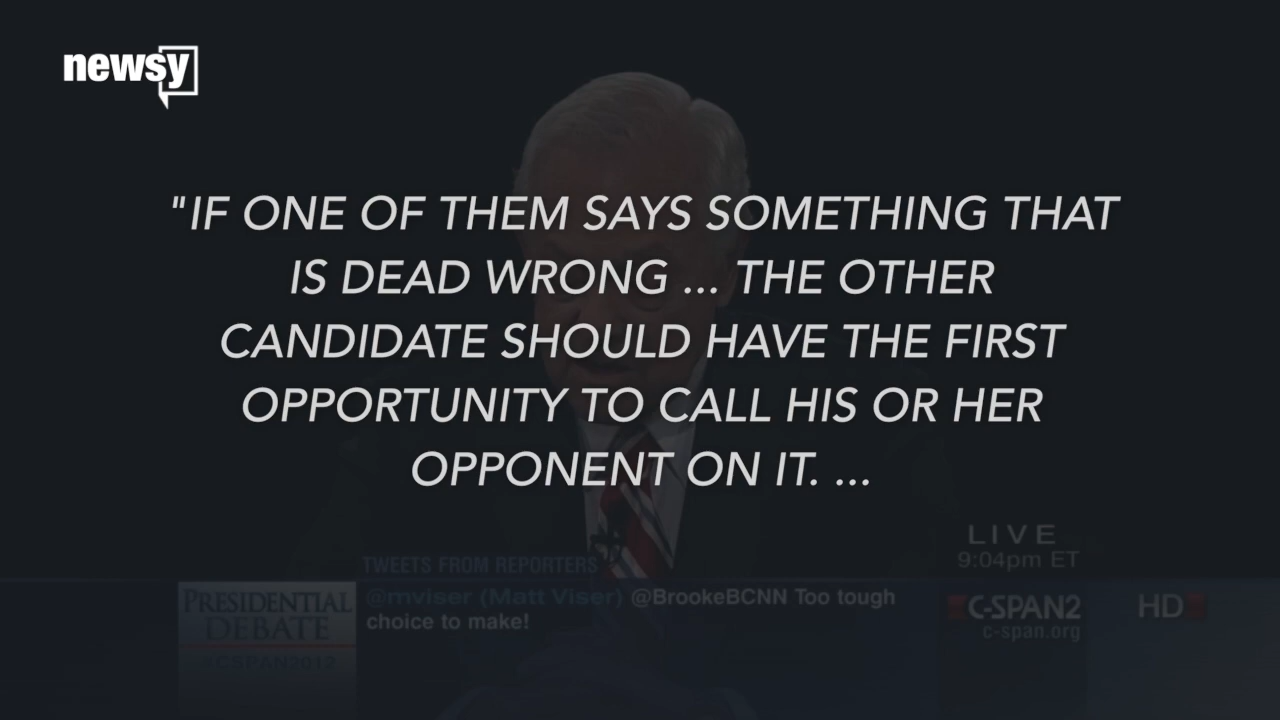 newsy
"IF ONE OF THEM SAYS SOMETHING THAT
IS DEAD WRONG ... THE OTHER
CANDIDATE SHOULD HAVE THE FIRST
OPPORTUNITY TO CALL HIS OR HER
OPPONENT ON IT. ...
LIVE
9:04pm ET
TWEETS FROM REPORTERS
@mviser (Matt Viser) @BrookeBCNN Too tough
choice to make!
PRESIDENTIAL
DEBATE
#CSPAN2012
C-SPAN2
c-span.org
HD